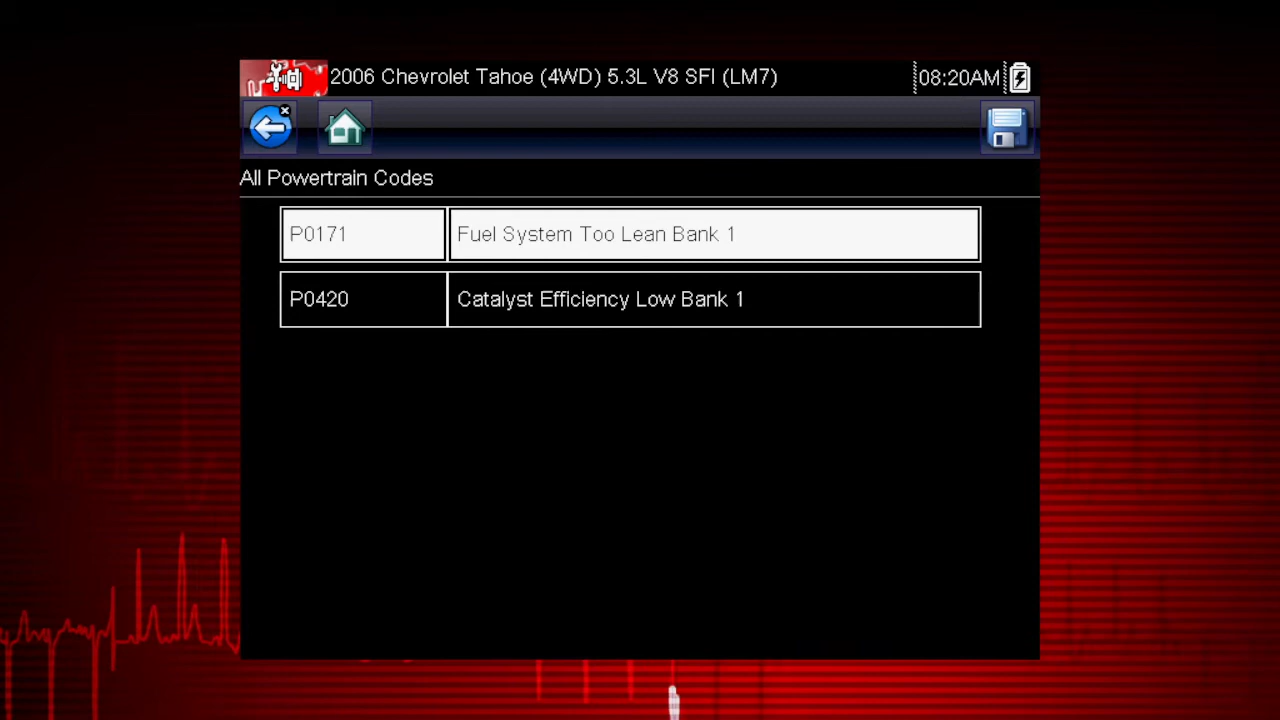 2006 Chevrolet Tahoe (4WD) 5.3L V8 SFI (LM7) 08:20AM
All Powertrain Codes
P0171 Fuel System Too Lean Bank 1
P0420 Catalyst Efficiency Low Bank 1